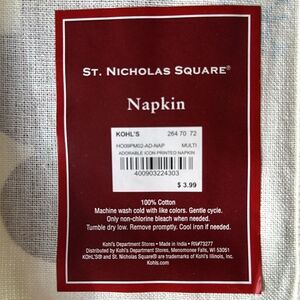 ST. NICHOLAS SQUARE®
Napkin
KOHL'S 264 70 72
HO09PM02-AD-NAP MULTI
ADORABLE ICON PRINTED NAPKIN
400903224303
$ 3.99
100% Cotton
Machine wash cold with like colors. Gentle cycle.
Only non-chlorine bleach when needed.
Tumble dry low. Remove promptly. Cool iron if needed.
Kohl's Department Stores • Made in India • RN#73277
Distributed by Kohl's Department Stores, Menomonee Falls, WI 53051
KOHL'S® and St. Nicholas Square® are trademarks of Kohl's Illinois, Inc.
Kohls.com